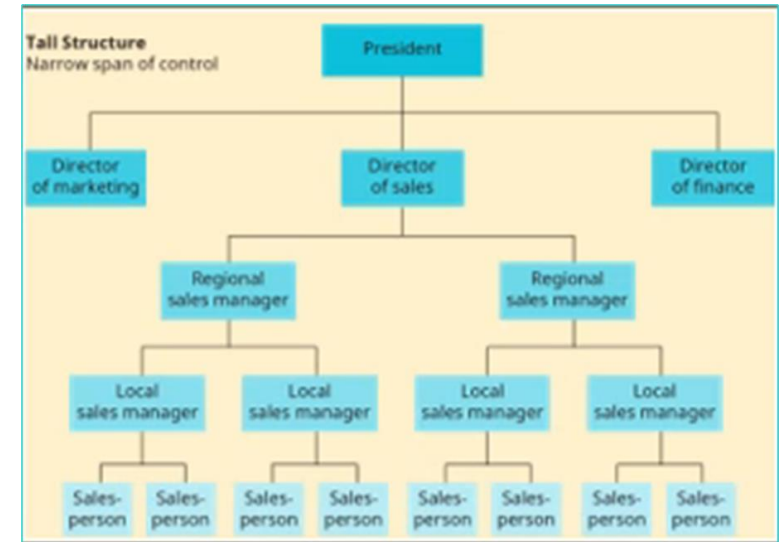 Tall Structure
Narrow span of control
President
Director
of marketing
Director
of sales
Director
of finance
Regional
sales manager
Regional
sales manager
Local
sales manager
Local
sales manager
Local
sales manager
Local
sales manager
Sales-
person
Sales-
person
Sales-
person
Sales-
person
Sales-
person
Sales-
person
Sales-
person
Sales-
person